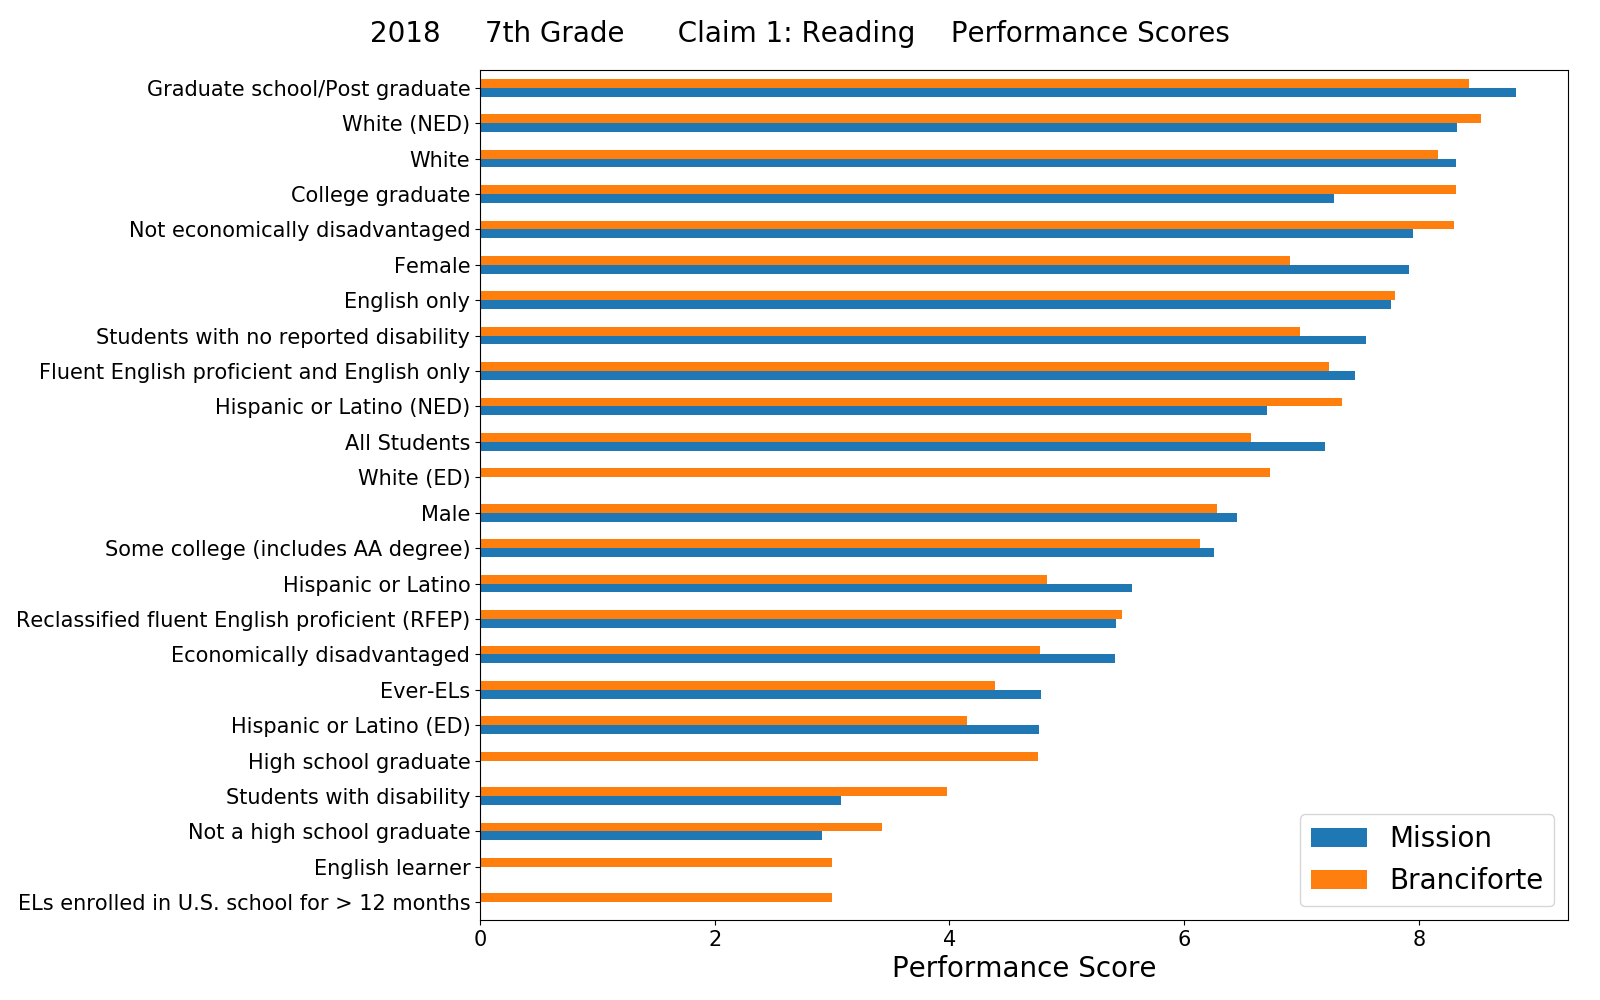 2018 7th Grade Claim 1: Reading Performance Scores
Graduate school/Post graduate
White (NED)
White
College graduate
Not economically disadvantaged
Female
English only
Students with no reported disability
Fluent English proficient and English only
Hispanic or Latino (NED)
All Students
White (ED)
Male
Some college (includes AA degree)
Hispanic or Latino
Reclassified fluent English proficient (RFEP)
Economically disadvantaged
Ever-ELs
Hispanic or Latino (ED)
High school graduate
Students with disability
Not a high school graduate
English learner
ELs enrolled in U.S. school for > 12 months
Mission
Branciforte
0 2 4 6 8
Performance Score